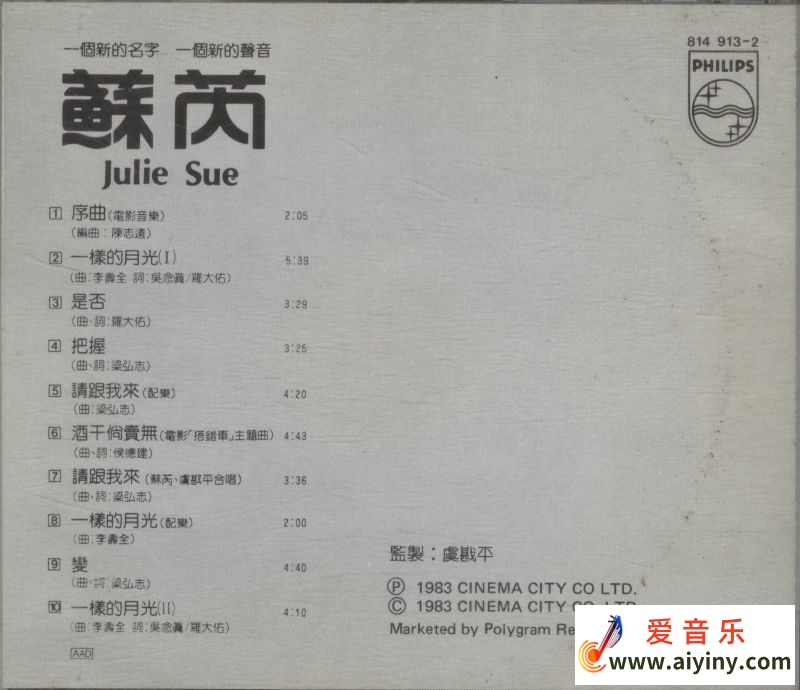 一個新的名字 一個新的聲音
814 913-2
PHILIPS
蘇芮
Julie Sue
1 序曲(電影音樂) 2:05
(編曲：陳志遠)
2 一樣的月光(I) 5:39
(曲:李壽全 詞:吳念眞/羅大佑)
3 是否 3:29
(曲、詞:羅大佑)
4 把握 3:25
(曲、詞:梁弘志)
5 請跟我來(配樂) 4:20
(曲:梁弘志)
6 酒干倘賣無(電影「搭錯車」主題曲) 4:43
(曲、詞:侯德建)
7 請跟我來(蘇芮、虞戡平合唱) 3:36
(曲、詞:梁弘志)
8 一樣的月光(配樂) 2:00
(曲:李壽全)
9 變 4:40
(曲、詞:梁弘志)
10 一樣的月光(II) 4:10
(曲:李壽全 詞:吳念眞/羅大佑)
AAD
監製：虞戡平
Ⓟ 1983 CINEMA CITY CO LTD.
© 1983 CINEMA CITY CO LTD.
Marketed by Polygram Re
爱音乐
www.aiyiny.com